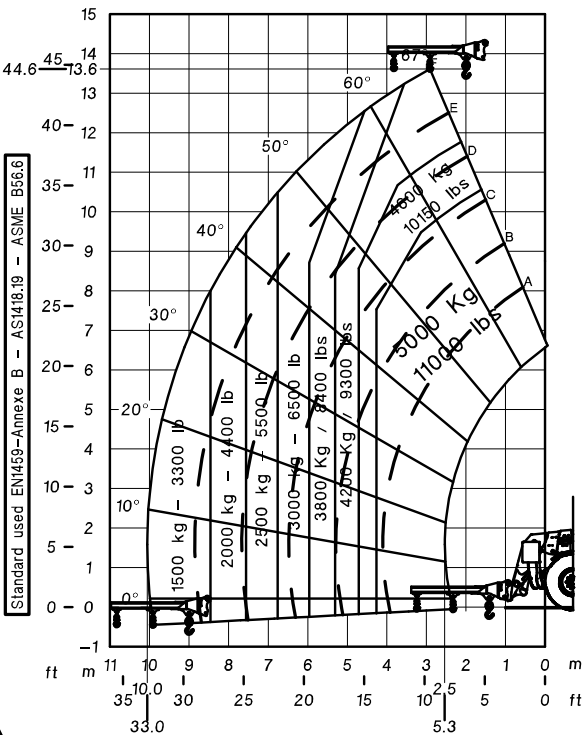 Standard used EN1459-Annexe B - AS1418.19 - ASME B56.6
15
14
13
12
11
10
9
8
7
6
5
4
3
2
1
0
-1
44.6
13.6
45
40
35
30
25
20
15
10
5
0
ft
m
67°
60°
50°
40°
30°
20°
10°
0°
E
D
C
B
A
1500 kg - 3300 lb
2000 kg - 4400 lb
2500 kg - 5500 lb
3000 kg - 6500 lb
3800 Kg / 8400 lbs
4200 Kg / 9300 lbs
4600 Kg
10150 lbs
5000 Kg
11000 lbs
11 10 9 8 7 6 5 4 3 2 1 0 m
35 30 25 20 15 10 5 0 ft
10.0
2.5
33.0
5.3